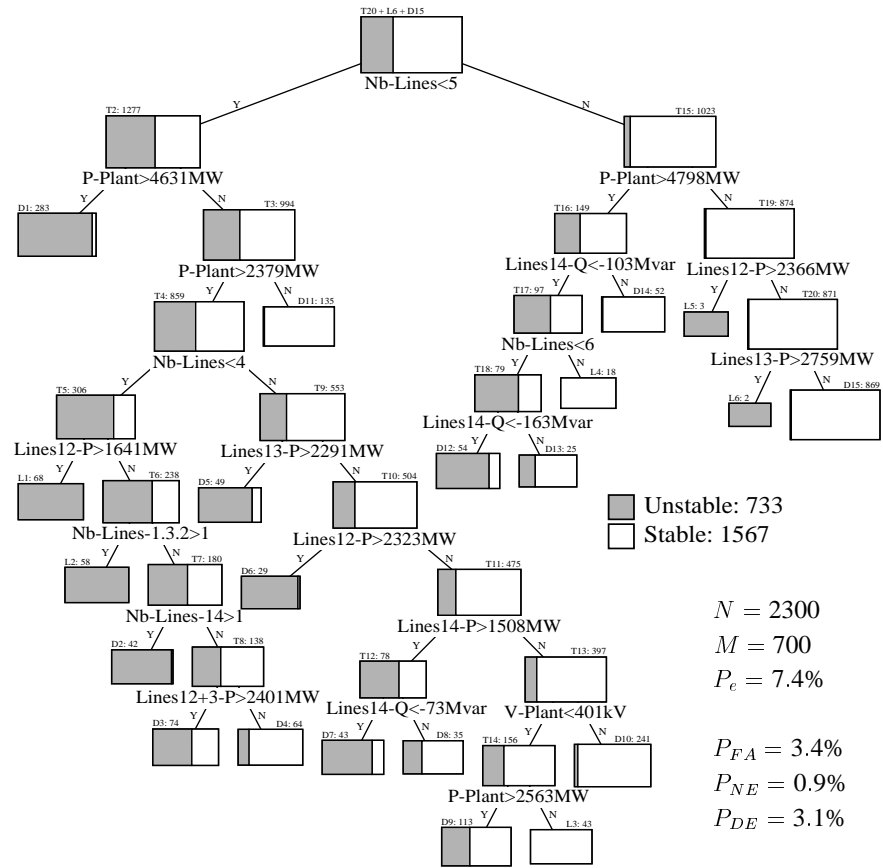 T20 + L6 + D15
Nb-Lines<5
Y
N
T2: 1277
T15: 1023
P-Plant>4631MW
P-Plant>4798MW
Y
N
Y
N
D1: 283
T3: 994
T16: 149
T19: 874
P-Plant>2379MW
Lines14-Q<-103Mvar
Lines12-P>2366MW
Y
N
Y
N
Y
N
T4: 859
D11: 135
T17: 97
D14: 52
L5: 3
T20: 871
Nb-Lines<4
Nb-Lines<6
Lines13-P>2759MW
Y
N
Y
N
Y
N
T5: 306
T9: 553
T18: 79
L4: 18
L6: 2
D15: 869
Lines12-P>1641MW
Lines13-P>2291MW
Lines14-Q<-163Mvar
Y
N
Y
N
Y
N
L1: 68
T6: 238
D5: 49
T10: 504
D12: 54
D13: 25
Nb-Lines-1.3.2>1
Lines12-P>2323MW
Unstable: 733
Stable: 1567
Y
N
Y
N
L2: 58
T7: 180
D6: 29
T11: 475
Nb-Lines-14>1
Lines14-P>1508MW
N = 2300
M = 700
Pe = 7.4%
Y
N
Y
N
D2: 42
T8: 138
T12: 78
T13: 397
Lines12+3-P>2401MW
Lines14-Q<-73Mvar
V-Plant<401kV
Y
N
Y
N
Y
N
D3: 74
D4: 64
D7: 43
D8: 35
T14: 156
D10: 241
P-Plant>2563MW
PFA = 3.4%
PNE = 0.9%
PDE = 3.1%
Y
N
D9: 113
L3: 43